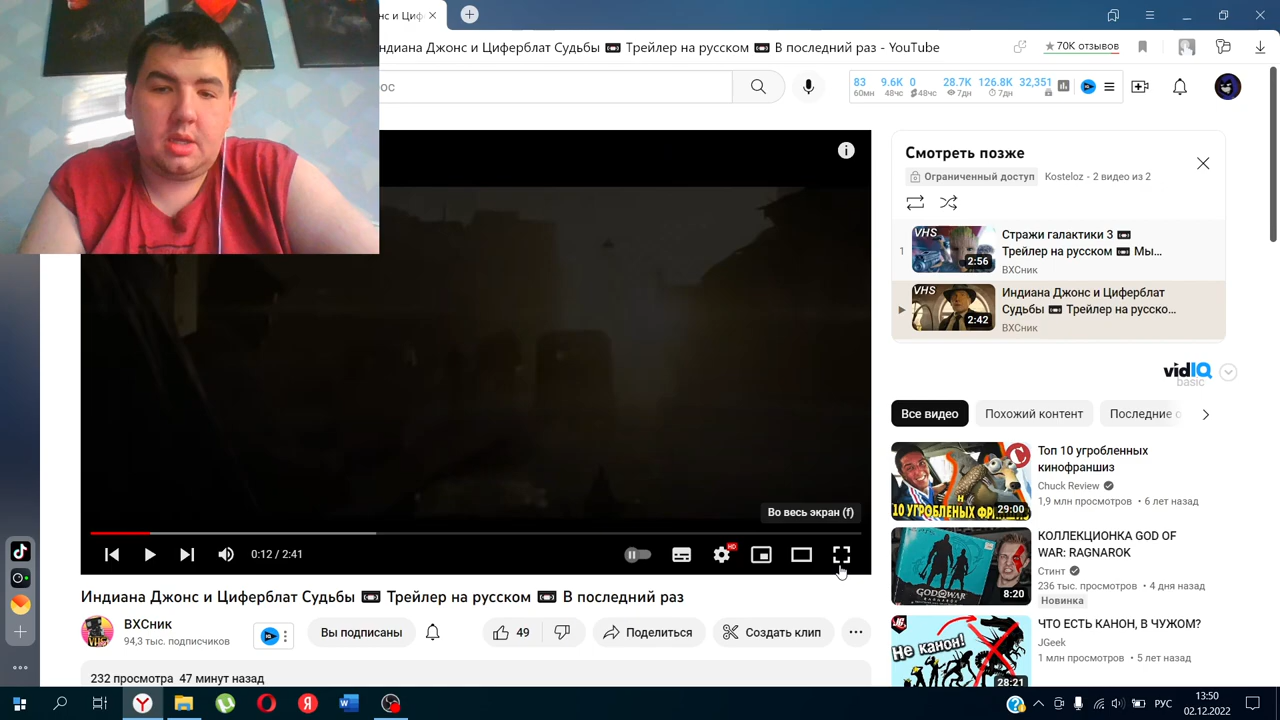 нс и Циф
ндиана Джонс и Циферблат Судьбы 📼 Трейлер на русском 📼 В последний раз - YouTube
★ 70K отзывов
ос
83 9.6K 0 28.7K 126.8K 32,351
60мн 48чс 48чс 7дн 7дн
Смотреть позже
Ограниченный доступ Kosteloz - 2 видео из 2
1
VHS
2:56
Стражи галактики 3 📼
Трейлер на русском 📼 Мы...
ВХСник
VHS
2:42
Индиана Джонс и Циферблат
Судьбы 📼 Трейлер на русско...
ВХСник
vidIQ
basic
Все видео Похожий контент Последние
Топ 10 угробленных
кинофраншиз
Chuck Review
1,9 млн просмотров • 6 лет назад
10 УГРОБЛЕНЫХ
29:00
КОЛЛЕКЦИОНКА GOD OF
WAR: RAGNAROK
Стинт
236 тыс. просмотров • 4 дня назад
Новинка
GODOFWAR
8:20
ЧТО ЕСТЬ КАНОН, В ЧУЖОМ?
JGeek
1 млн просмотров • 5 лет назад
Не канон!
28:21
Во весь экран (f)
0:12 / 2:41
HD
Индиана Джонс и Циферблат Судьбы 📼 Трейлер на русском 📼 В последний раз
ВХСник
94,3 тыс. подписчиков
Вы подписаны
49
Поделиться
Создать клип
232 просмотра 47 минут назад
РУС
13:50
02.12.2022